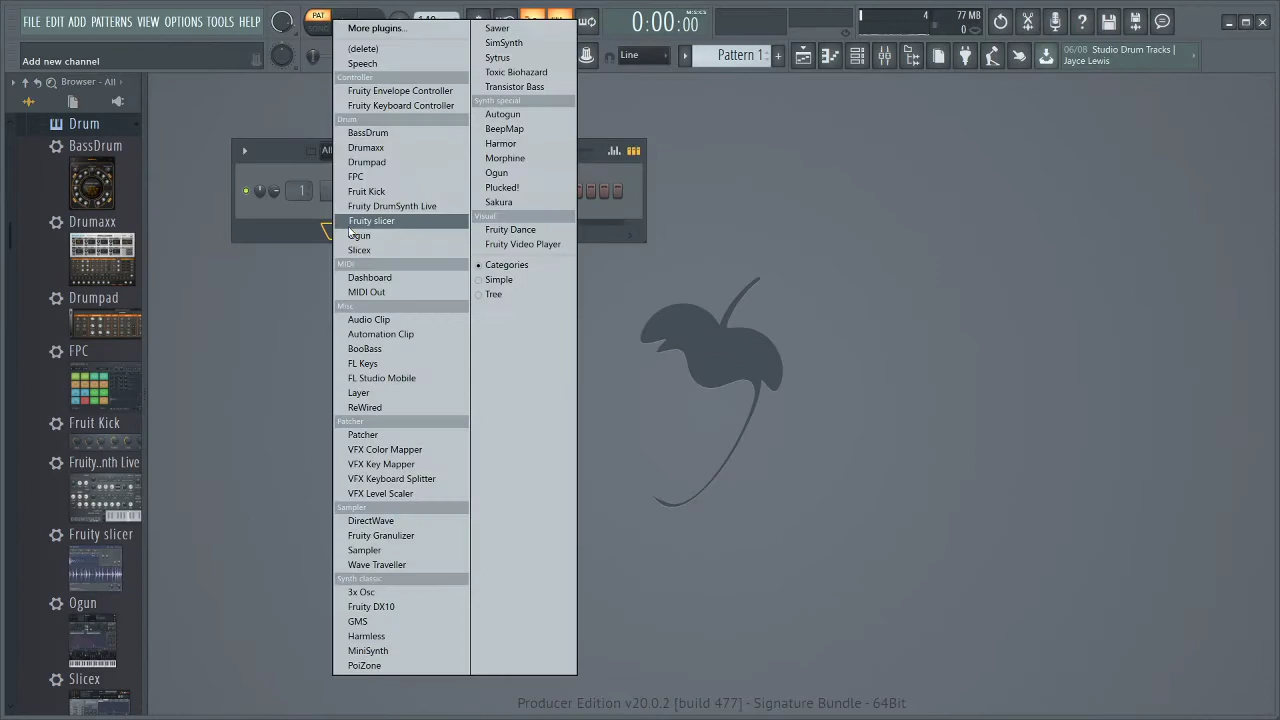 FILE EDIT ADD PATTERNS VIEW OPTIONS TOOLS HELP
PAT
0:00:00
M:S:CS
4
77 MB
0
Add new channel
Line
Pattern 1
06/08 Studio Drum Tracks |
Jayce Lewis
Browser - All
Drum
BassDrum
Drumaxx
Drumpad
FPC
Fruit Kick
Fruity..nth Live
Fruity slicer
Ogun
Slicex
All
1
More plugins...
(delete)
Speech
Controller
Fruity Envelope Controller
Fruity Keyboard Controller
Drum
BassDrum
Drumaxx
Drumpad
FPC
Fruit Kick
Fruity DrumSynth Live
Fruity slicer
Ogun
Slicex
MIDI
Dashboard
MIDI Out
Misc
Audio Clip
Automation Clip
BooBass
FL Keys
FL Studio Mobile
Layer
ReWired
Patcher
Patcher
VFX Color Mapper
VFX Key Mapper
VFX Keyboard Splitter
VFX Level Scaler
Sampler
DirectWave
Fruity Granulizer
Sampler
Wave Traveller
Synth classic
3x Osc
Fruity DX10
GMS
Harmless
MiniSynth
PoiZone
Sawer
SimSynth
Sytrus
Toxic Biohazard
Transistor Bass
Synth special
Autogun
BeepMap
Harmor
Morphine
Ogun
Plucked!
Sakura
Visual
Fruity Dance
Fruity Video Player
Categories
Simple
Tree
Producer Edition v20.0.2 [build 477] - Signature Bundle - 64Bit